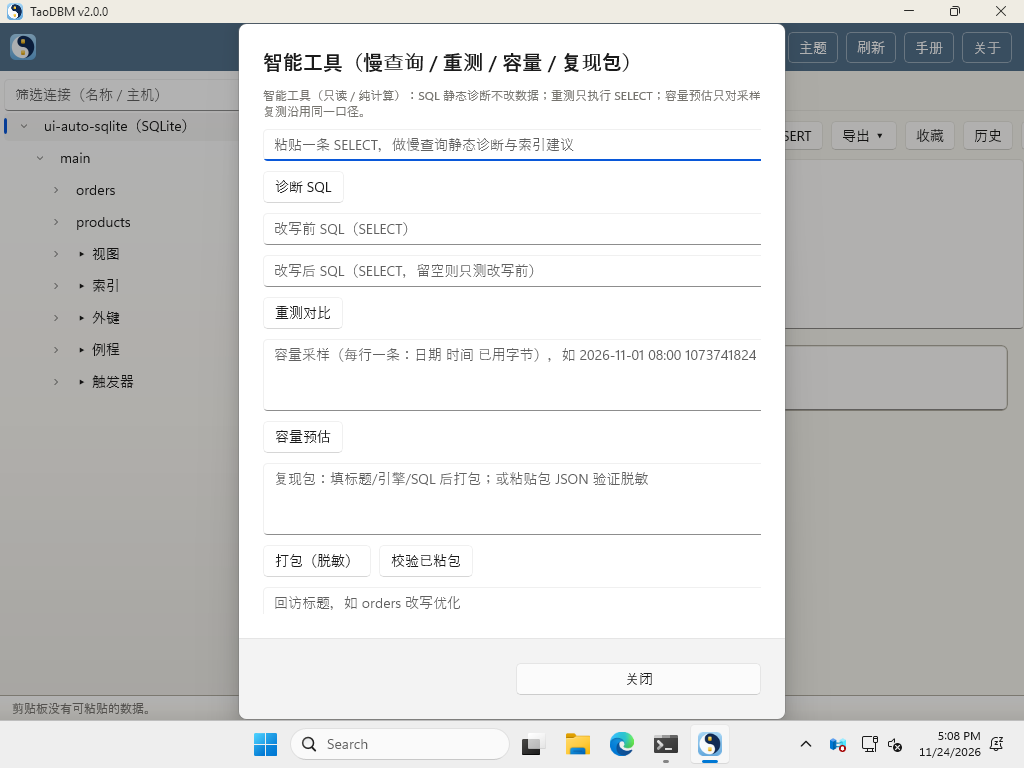 TaoDBM v2.0.0
主题
刷新
手册
关于
筛选连接（名称 / 主机）
ui-auto-sqlite（SQLite）
main
orders
products
视图
索引
外键
例程
触发器
SERT
导出
收藏
历史
智能工具（慢查询 / 重测 / 容量 / 复现包）
智能工具（只读 / 纯计算）：SQL 静态诊断不改数据；重测只执行 SELECT；容量预估只对采样
复测沿用同一口径。
粘贴一条 SELECT，做慢查询静态诊断与索引建议
诊断 SQL
改写前 SQL（SELECT）
改写后 SQL（SELECT，留空则只测改写前）
重测对比
容量采样（每行一条：日期 时间 已用字节），如 2026-11-01 08:00 1073741824
容量预估
复现包：填标题/引擎/SQL 后打包；或粘贴包 JSON 验证脱敏
打包（脱敏）
校验已粘包
回访标题，如 orders 改写优化
关闭
剪贴板没有可粘贴的数据。
Search
5:08 PM
11/24/2026